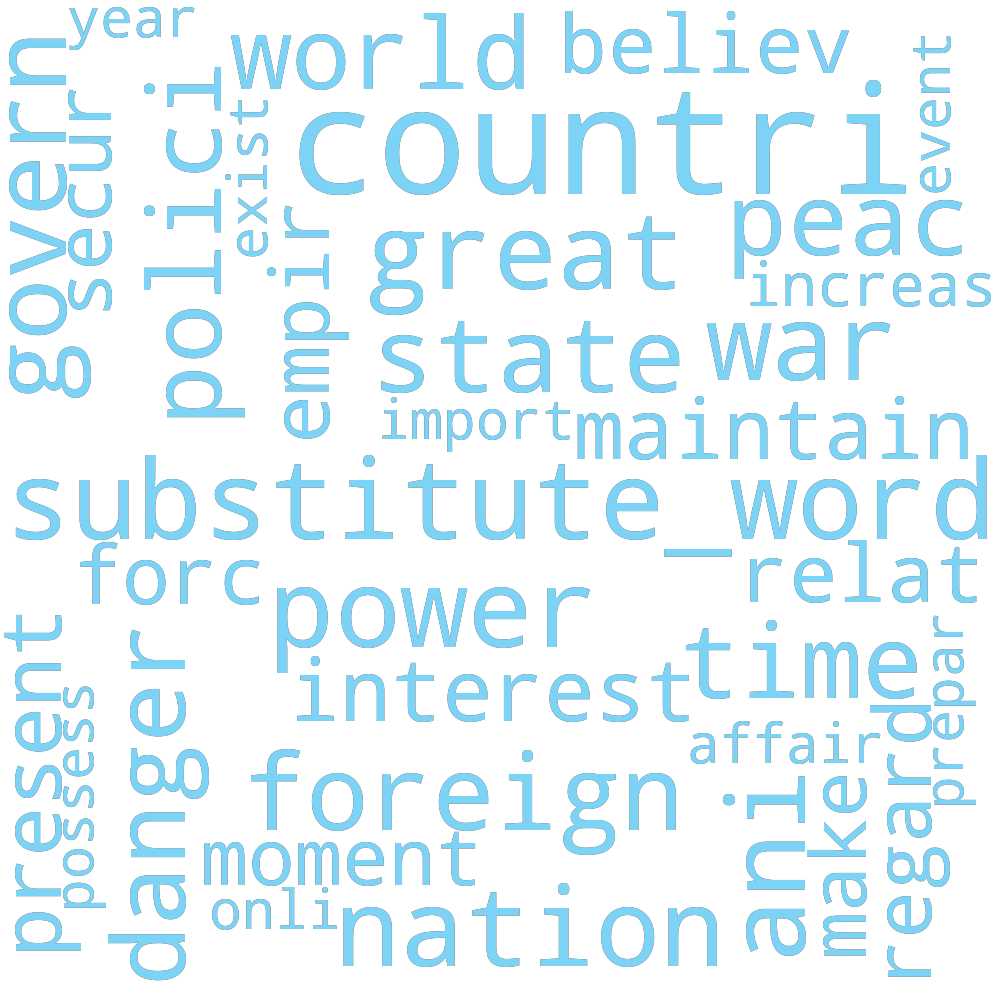 year
world
believ
govern
secur
polici
exist
countri
event
empir
great
peac
increas
state
war
import
maintain
substitute_word
forc
power
relat
present
possess
danger
interest
time
prepar
affair
regard
foreign
ani
make
moment
onli
nation